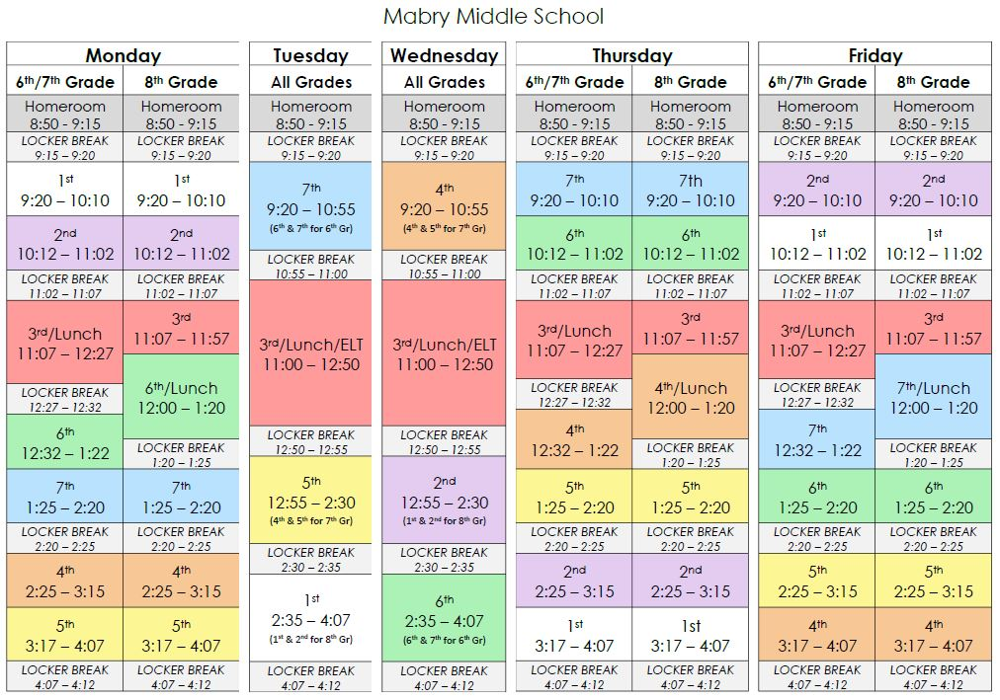 Mabry Middle School
Monday
6th/7th Grade
8th Grade
Homeroom
8:50 - 9:15
Homeroom
8:50 - 9:15
LOCKER BREAK
9:15 – 9:20
LOCKER BREAK
9:15 – 9:20
1st
9:20 – 10:10
1st
9:20 – 10:10
2nd
10:12 – 11:02
2nd
10:12 – 11:02
LOCKER BREAK
11:02 – 11:07
LOCKER BREAK
11:02 – 11:07
3rd/Lunch
11:07 – 12:27
3rd
11:07 – 11:57
LOCKER BREAK
12:27 – 12:32
6th/Lunch
12:00 – 1:20
6th
12:32 – 1:22
LOCKER BREAK
1:20 – 1:25
7th
1:25 – 2:20
7th
1:25 – 2:20
LOCKER BREAK
2:20 – 2:25
LOCKER BREAK
2:20 – 2:25
4th
2:25 – 3:15
4th
2:25 – 3:15
5th
3:17 – 4:07
5th
3:17 – 4:07
LOCKER BREAK
4:07 – 4:12
LOCKER BREAK
4:07 – 4:12
Tuesday
All Grades
Homeroom
8:50 - 9:15
LOCKER BREAK
9:15 – 9:20
7th
9:20 – 10:55
(6th & 7th for 6th Gr)
LOCKER BREAK
10:55 – 11:00
3rd/Lunch/ELT
11:00 – 12:50
LOCKER BREAK
12:50 – 12:55
5th
12:55 – 2:30
(4th & 5th for 7th Gr)
LOCKER BREAK
2:30 – 2:35
1st
2:35 – 4:07
(1st & 2nd for 8th Gr)
LOCKER BREAK
4:07 – 4:12
Wednesday
All Grades
Homeroom
8:50 - 9:15
LOCKER BREAK
9:15 – 9:20
4th
9:20 – 10:55
(4th & 5th for 7th Gr)
LOCKER BREAK
10:55 – 11:00
3rd/Lunch/ELT
11:00 – 12:50
LOCKER BREAK
12:50 – 12:55
2nd
12:55 – 2:30
(1st & 2nd for 8th Gr)
LOCKER BREAK
2:30 – 2:35
6th
2:35 – 4:07
(6th & 7th for 6th Gr)
LOCKER BREAK
4:07 – 4:12
Thursday
6th/7th Grade
8th Grade
Homeroom
8:50 - 9:15
Homeroom
8:50 - 9:15
LOCKER BREAK
9:15 – 9:20
LOCKER BREAK
9:15 – 9:20
7th
9:20 – 10:10
7th
9:20 – 10:10
6th
10:12 – 11:02
6th
10:12 – 11:02
LOCKER BREAK
11:02 – 11:07
LOCKER BREAK
11:02 – 11:07
3rd/Lunch
11:07 – 12:27
3rd
11:07 – 11:57
LOCKER BREAK
12:27 – 12:32
4th/Lunch
12:00 – 1:20
4th
12:32 – 1:22
LOCKER BREAK
1:20 – 1:25
5th
1:25 – 2:20
5th
1:25 – 2:20
LOCKER BREAK
2:20 – 2:25
LOCKER BREAK
2:20 – 2:25
2nd
2:25 – 3:15
2nd
2:25 – 3:15
1st
3:17 – 4:07
1st
3:17 – 4:07
LOCKER BREAK
4:07 – 4:12
LOCKER BREAK
4:07 – 4:12
Friday
6th/7th Grade
8th Grade
Homeroom
8:50 - 9:15
Homeroom
8:50 - 9:15
LOCKER BREAK
9:15 – 9:20
LOCKER BREAK
9:15 – 9:20
2nd
9:20 – 10:10
2nd
9:20 – 10:10
1st
10:12 – 11:02
1st
10:12 – 11:02
LOCKER BREAK
11:02 – 11:07
LOCKER BREAK
11:02 – 11:07
3rd/Lunch
11:07 – 12:27
3rd
11:07 – 11:57
LOCKER BREAK
12:27 – 12:32
7th/Lunch
12:00 – 1:20
7th
12:32 – 1:22
LOCKER BREAK
1:20 – 1:25
6th
1:25 – 2:20
6th
1:25 – 2:20
LOCKER BREAK
2:20 – 2:25
LOCKER BREAK
2:20 – 2:25
5th
2:25 – 3:15
5th
2:25 – 3:15
4th
3:17 – 4:07
4th
3:17 – 4:07
LOCKER BREAK
4:07 – 4:12
LOCKER BREAK
4:07 – 4:12